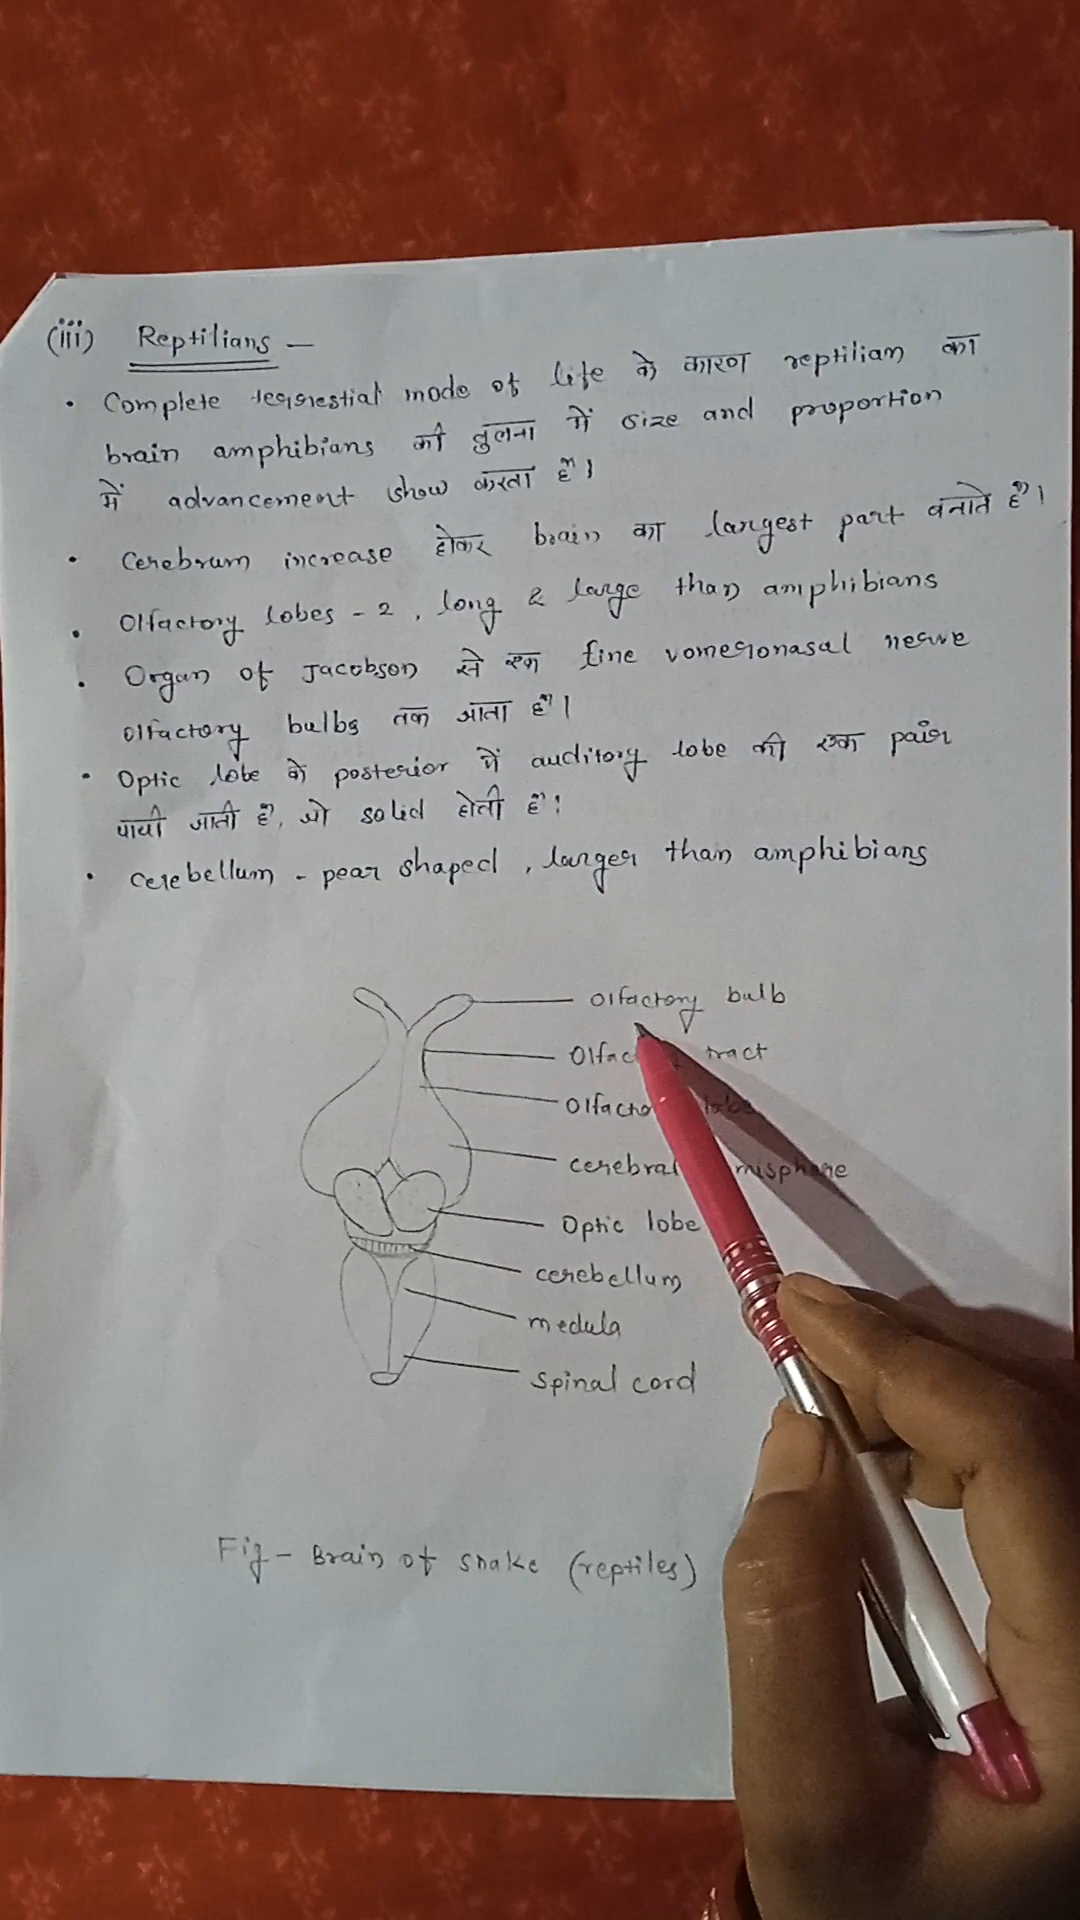 (iii) Reptilians —
• Complete terrestrial mode of life के कारण reptilian का
brain amphibians की तुलना में size and proportion
में advancement show करता है।
• Cerebrum increase होकर brain का largest part बनाते है।
• Olfactory lobes - 2, long & large than amphibians
• Organ of Jacobson से एक fine vomeronasal nerve
olfactory bulbs तक आता है।
• Optic lobe के posterior में auditory lobe की एक pair
पायी जाती है, जो solid होती है।
• Cerebellum - pear shaped, larger than amphibians
Olfactory bulb
tract
cerebral
Optic lobe
cerebellum
medula
spinal cord
Fig - Brain of snake (reptiles)